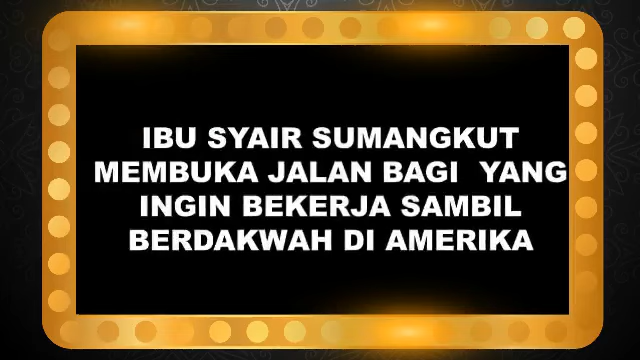 IBU SYAIR SUMANGKUT
MEMBUKA JALAN BAGI YANG
INGIN BEKERJA SAMBIL
BERDAKWAH DI AMERIKA